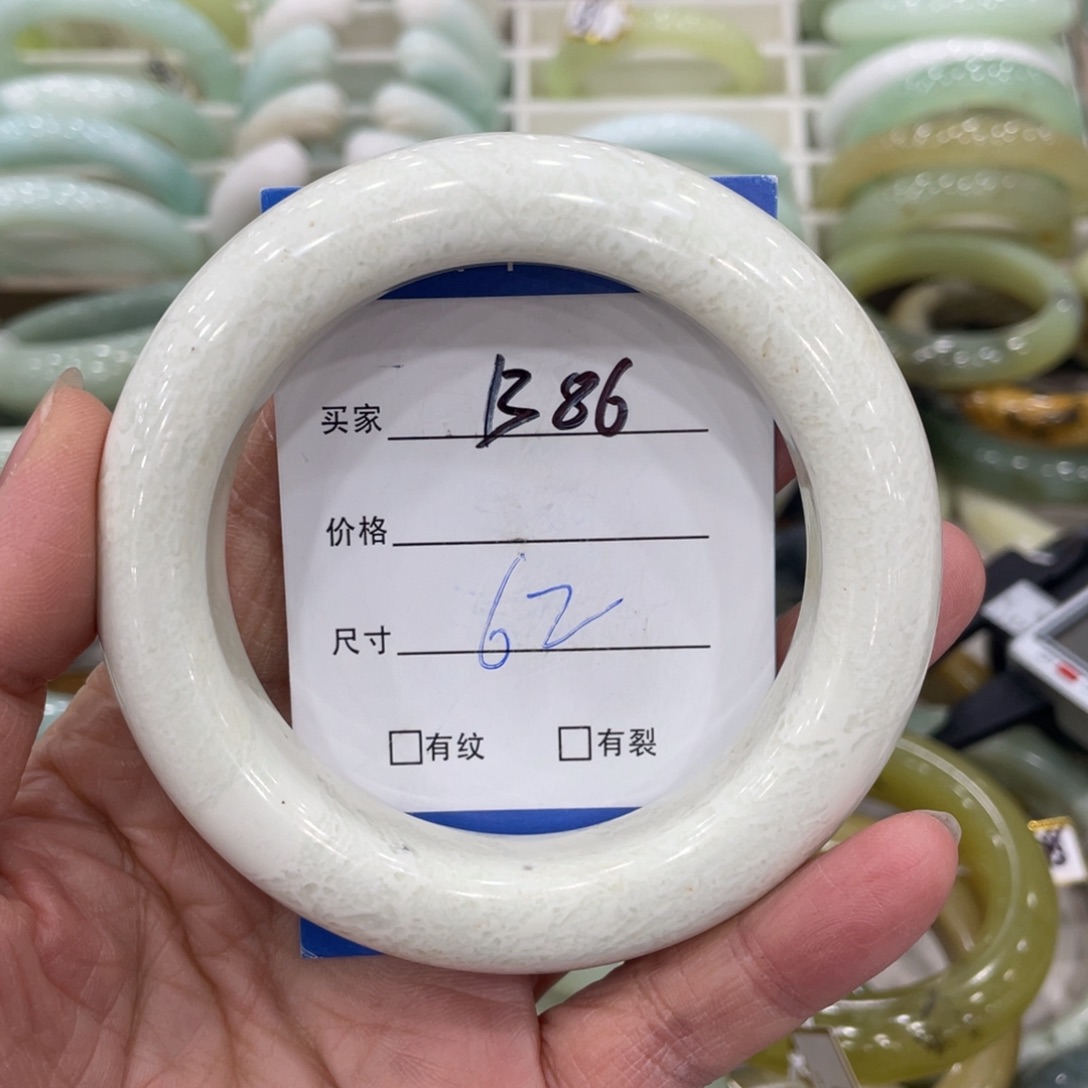 买家 B86
价格
尺寸 62
□有纹 □有裂